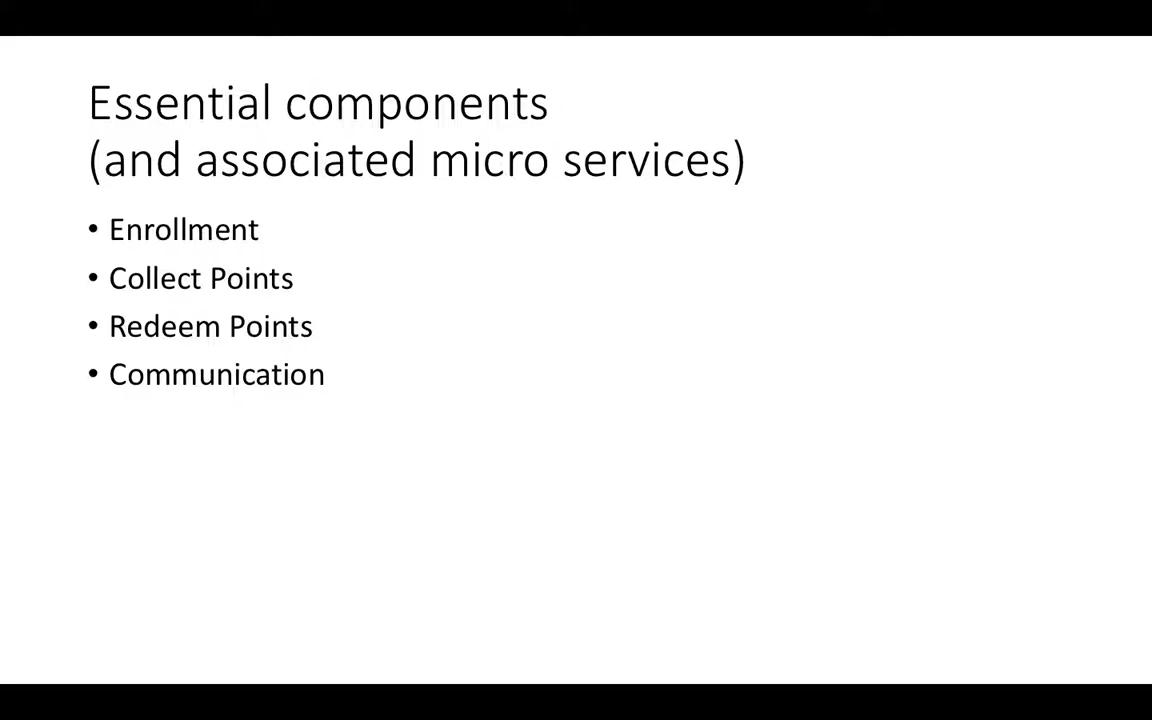 Essential components
(and associated micro services)
• Enrollment
• Collect Points
• Redeem Points
• Communication